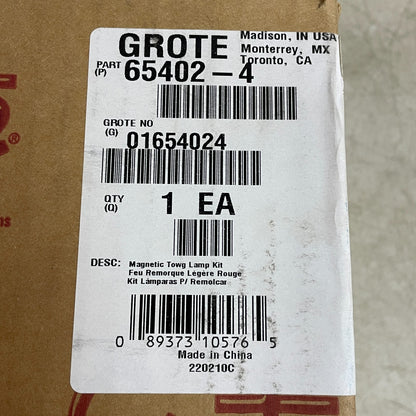 GROTE
Madison, IN USA
Monterrey, MX
Toronto, CA
PART
(P)
65402-4
GROTE NO
(G)
01654024
QTY
(Q)
1 EA
DESC:
Magnetic Towg Lamp Kit
Feu Remorque Légère Rouge
Kit Lámparas P/ Remolcar
0 89373 10576 5
Made in China
220210C
®